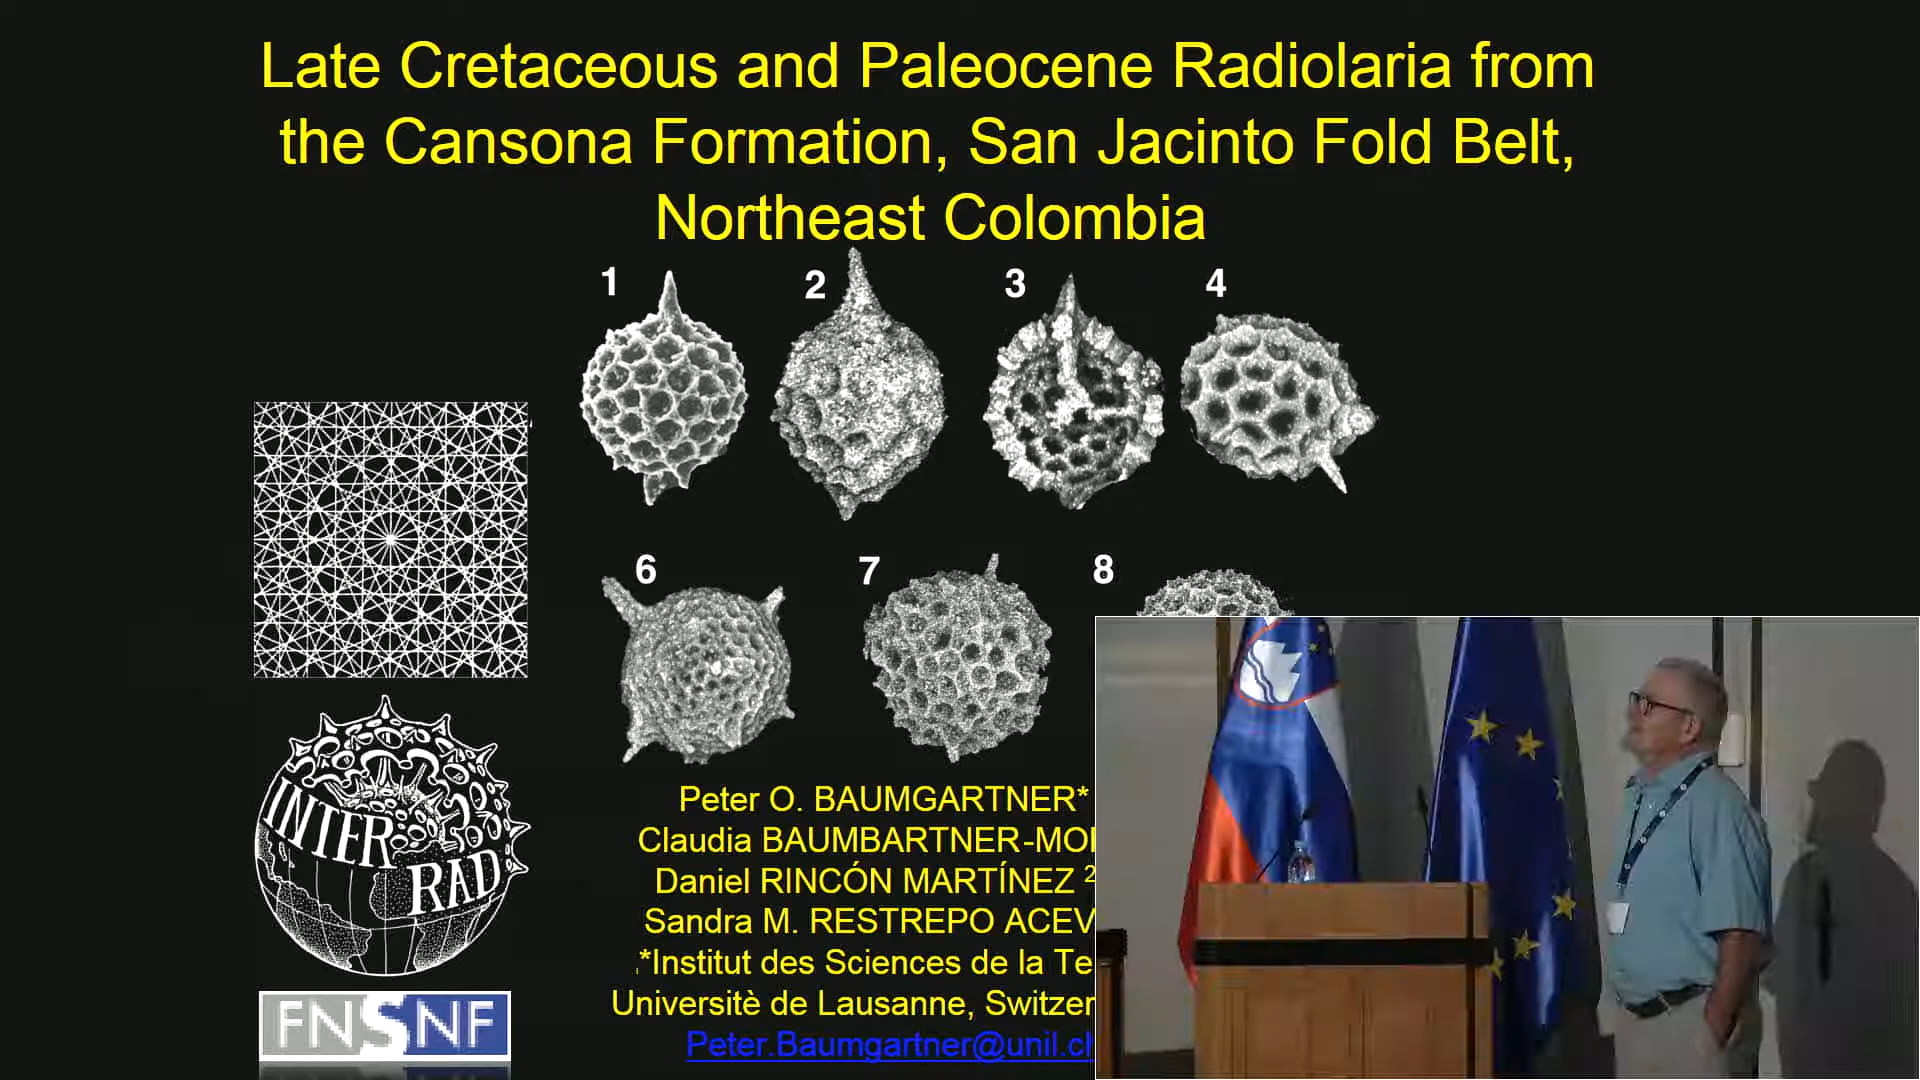 Late Cretaceous and Paleocene Radiolaria from
the Cansona Formation, San Jacinto Fold Belt,
Northeast Colombia
1
2
3
4
6
7
8
INTER
RAD
FNSNF
Peter O. BAUMGARTNER*
Claudia BAUMBARTNER-MO
Daniel RINCÓN MARTÍNEZ ²
Sandra M. RESTREPO ACEV
.*Institut des Sciences de la Te
Universitè de Lausanne, Switzer
Peter.Baumgartner@unil.ch